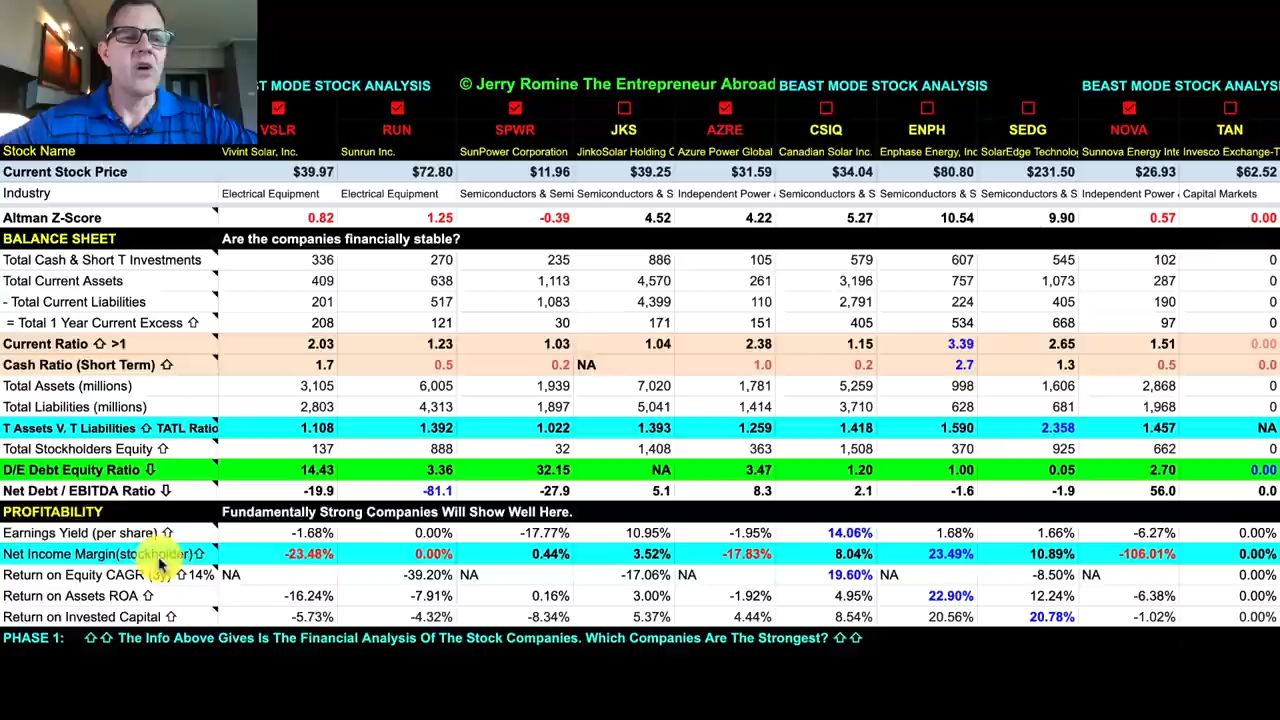 ST MODE STOCK ANALYSIS © Jerry Romine The Entrepreneur Abroad BEAST MODE STOCK ANALYSIS BEAST MODE STOCK ANALY
VSLR RUN SPWR JKS AZRE CSIQ ENPH SEDG NOVA TAN
Stock Name Vivint Solar, Inc. Sunrun Inc. SunPower Corporation JinkoSolar Holding C Azure Power Global Canadian Solar Inc. Enphase Energy, Inc SolarEdge Technolo Sunnova Energy Inte Invesco Exchange-T
Current Stock Price $39.97 $72.80 $11.96 $39.25 $31.59 $34.04 $80.80 $231.50 $26.93 $62.52
Industry Electrical Equipment Electrical Equipment Semiconductors & Semi Semiconductors & S Independent Power Semiconductors & S Semiconductors & S Semiconductors & S Independent Power Capital Markets
Altman Z-Score 0.82 1.25 -0.39 4.52 4.22 5.27 10.54 9.90 0.57 0.00
BALANCE SHEET Are the companies financially stable?
Total Cash & Short T Investments 336 270 235 886 105 579 607 545 102 0
Total Current Assets 409 638 1,113 4,570 261 3,196 757 1,073 287 0
- Total Current Liabilities 201 517 1,083 4,399 110 2,791 224 405 190 0
= Total 1 Year Current Excess ⇧ 208 121 30 171 151 405 534 668 97 0
Current Ratio ⇧ >1 2.03 1.23 1.03 1.04 2.38 1.15 3.39 2.65 1.51 0.00
Cash Ratio (Short Term) ⇧ 1.7 0.5 0.2 NA 1.0 0.2 2.7 1.3 0.5 0.0
Total Assets (millions) 3,105 6,005 1,939 7,020 1,781 5,259 998 1,606 2,868 0
Total Liabilities (millions) 2,803 4,313 1,897 5,041 1,414 3,710 628 681 1,968 0
T Assets V. T Liabilities ⇧ TATL Ratio 1.108 1.392 1.022 1.393 1.259 1.418 1.590 2.358 1.457 NA
Total Stockholders Equity ⇧ 137 888 32 1,408 363 1,508 370 925 662 0
D/E Debt Equity Ratio ⇩ 14.43 3.36 32.15 NA 3.47 1.20 1.00 0.05 2.70 0.00
Net Debt / EBITDA Ratio ⇩ -19.9 -81.1 -27.9 5.1 8.3 2.1 -1.6 -1.9 56.0 0.0
PROFITABILITY Fundamentally Strong Companies Will Show Well Here.
Earnings Yield (per share) ⇧ -1.68% 0.00% -17.77% 10.95% -1.95% 14.06% 1.68% 1.66% -6.27% 0.00%
Net Income Margin(stockholder)⇧ -23.48% 0.00% 0.44% 3.52% -17.83% 8.04% 23.49% 10.89% -106.01% 0.00%
Return on Equity CAGR (3y) ⇧14% NA -39.20% NA -17.06% NA 19.60% NA -8.50% NA 0.00%
Return on Assets ROA ⇧ -16.24% -7.91% 0.16% 3.00% -1.92% 4.95% 22.90% 12.24% -6.38% 0.00%
Return on Invested Capital ⇧ -5.73% -4.32% -8.34% 5.37% 4.44% 8.54% 20.56% 20.78% -1.02% 0.00%
PHASE 1: ⇧⇧ The Info Above Gives Is The Financial Analysis Of The Stock Companies. Which Companies Are The Strongest? ⇧⇧